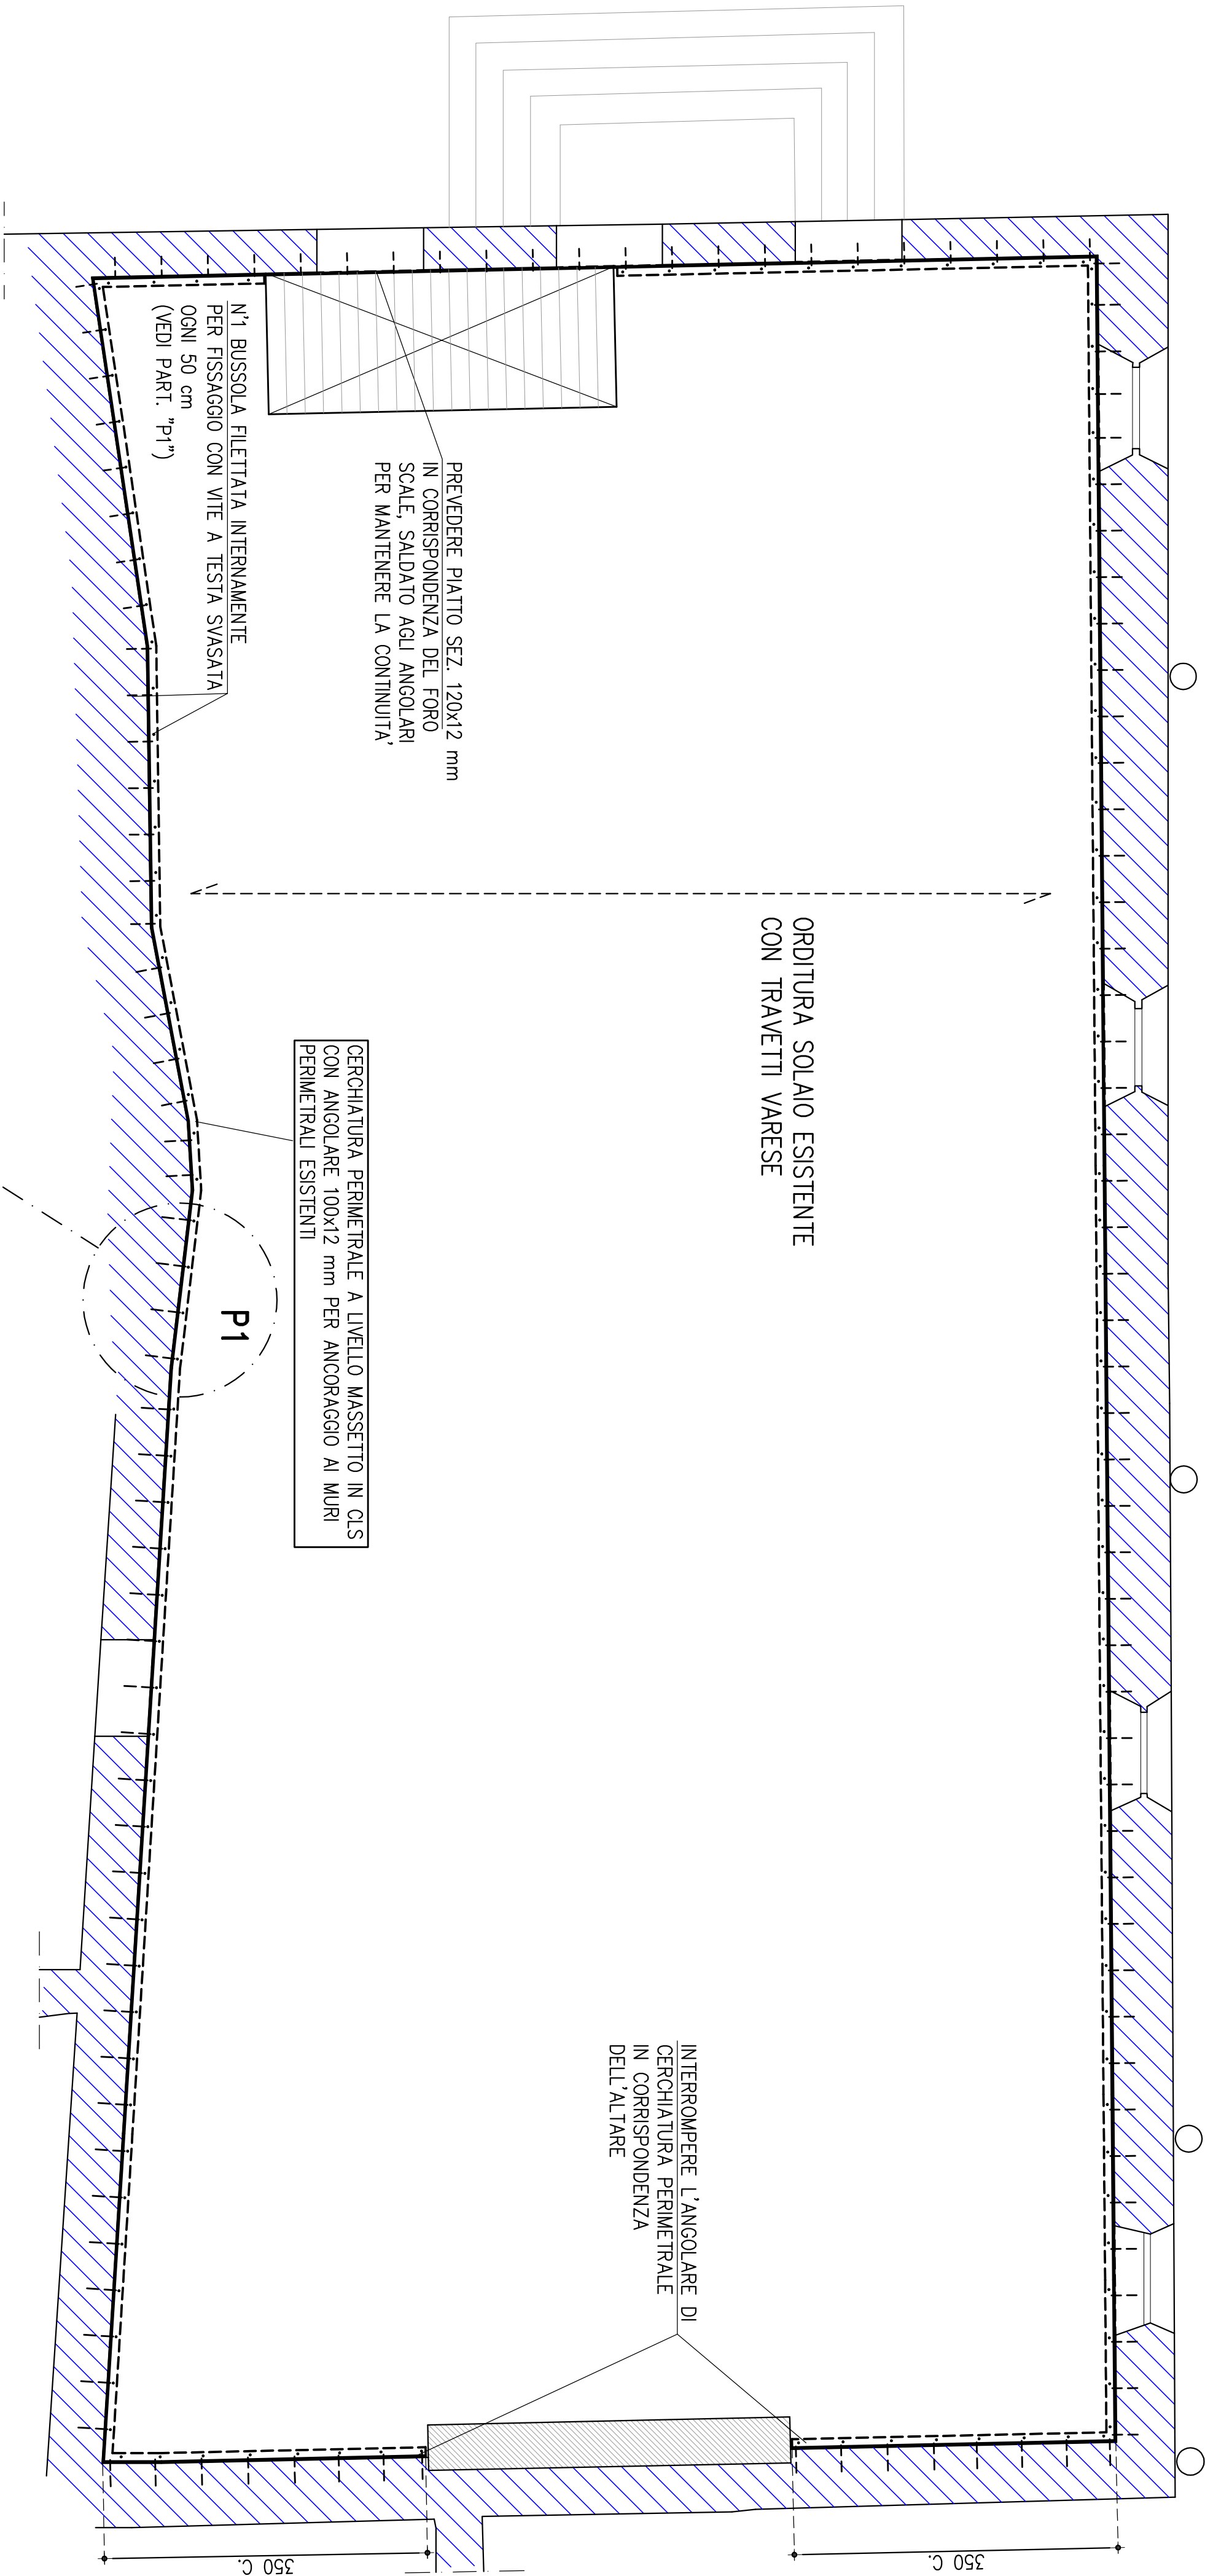 N°1 BUSSOLA FILETTATA INTERNAMENTE
PER FISSAGGIO CON VITE A TESTA SVASATA
OGNI 50 cm
(VEDI PART. "P1")
PREVEDERE PIATTO SEZ. 120x12 mm
IN CORRISPONDENZA DEL FORO
SCALE, SALDATO AGLI ANGOLARI
PER MANTENERE LA CONTINUITA'
ORDITURA SOLAIO ESISTENTE
CON TRAVETTI VARESE
CERCHIATURA PERIMETRALE A LIVELLO MASSETTO IN CLS
CON ANGOLARE 100x12 mm PER ANCORAGGIO AI MURI
PERIMETRALI ESISTENTI
P1
INTERROMPERE L'ANGOLARE DI
CERCHIATURA PERIMETRALE
IN CORRISPONDENZA
DELL'ALTARE
350 C.
350 C.